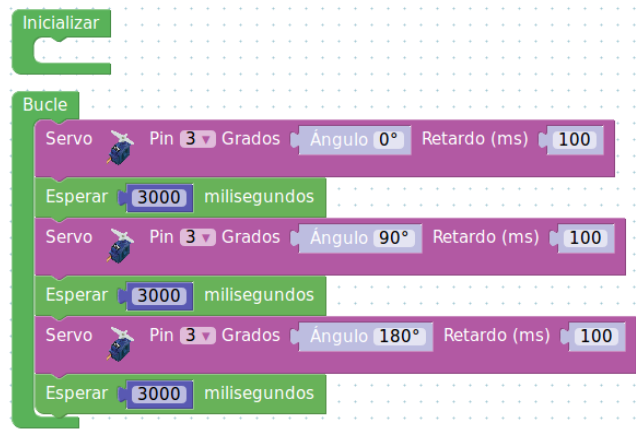 Inicializar
Bucle
Servo Pin 3 Grados Ángulo 0° Retardo (ms) 100
Esperar 3000 milisegundos
Servo Pin 3 Grados Ángulo 90° Retardo (ms) 100
Esperar 3000 milisegundos
Servo Pin 3 Grados Ángulo 180° Retardo (ms) 100
Esperar 3000 milisegundos